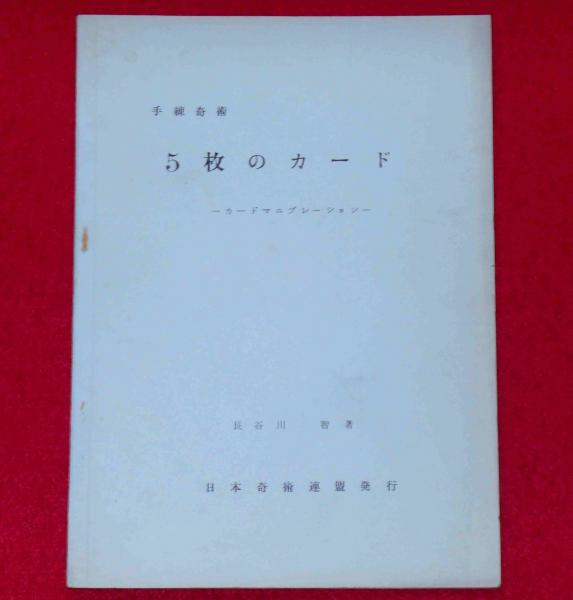 手練奇術
5枚のカード
―カードマニプレーション―
長谷川 智著
日本奇術連盟発行